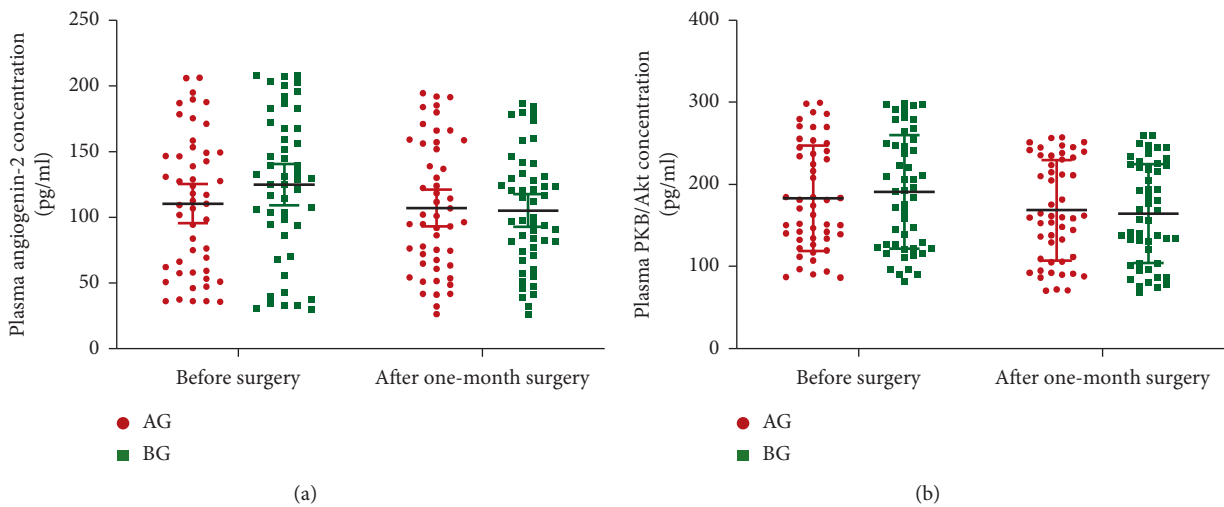 Plasma angiogenin-2 concentration
(pg/ml)
250
200
150
100
50
0
Before surgery
After one-month surgery
AG
BG
(a)
Plasma PKB/Akt concentration
(pg/ml)
400
300
200
100
0
Before surgery
After one-month surgery
AG
BG
(b)